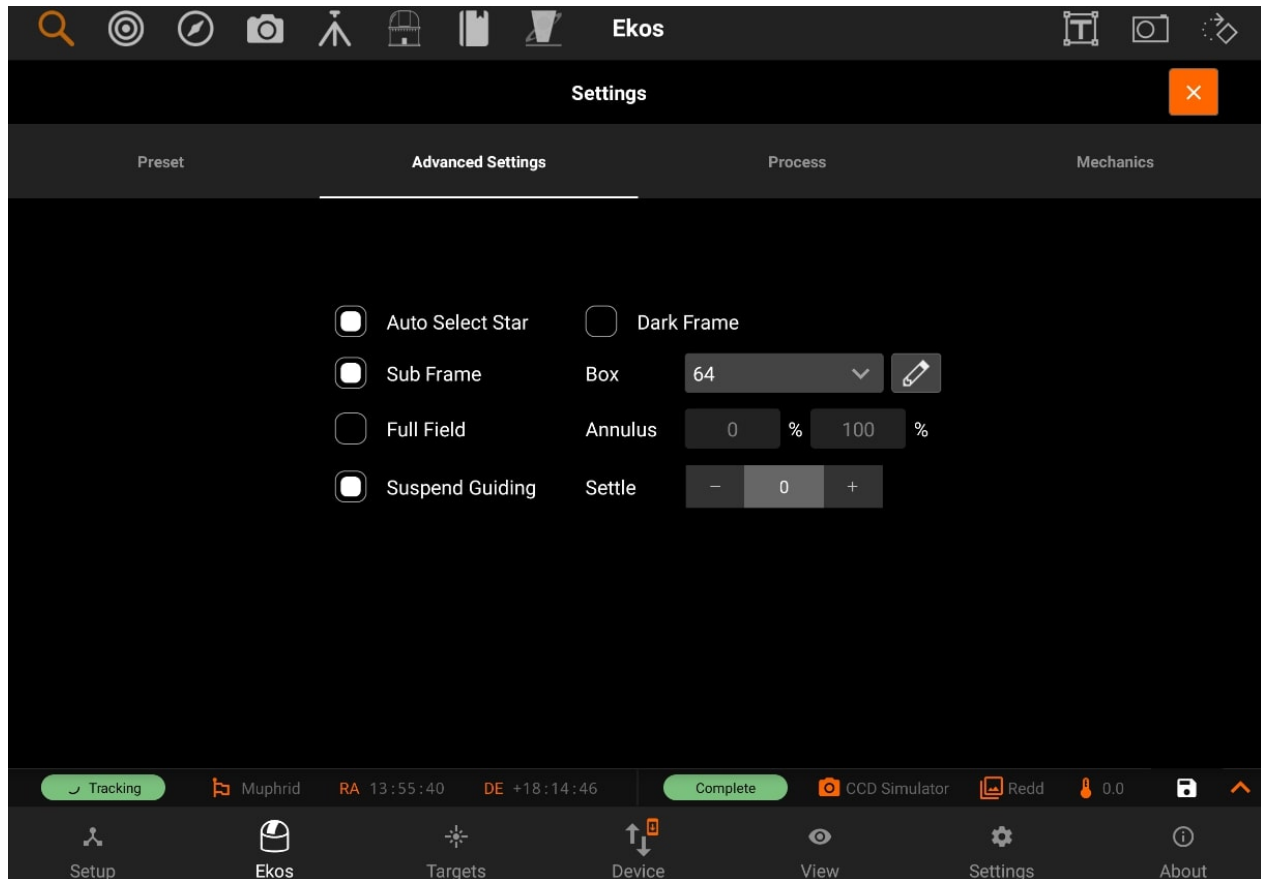 Ekos
T
Settings
×
Preset Advanced Settings Process Mechanics
Auto Select Star Dark Frame
Sub Frame Box 64
Full Field Annulus 0 % 100 %
Suspend Guiding Settle − 0 +
Tracking Muphrid RA 13:55:40 DE +18:14:46 Complete CCD Simulator Redd 0.0
Setup Ekos Targets Device View Settings About